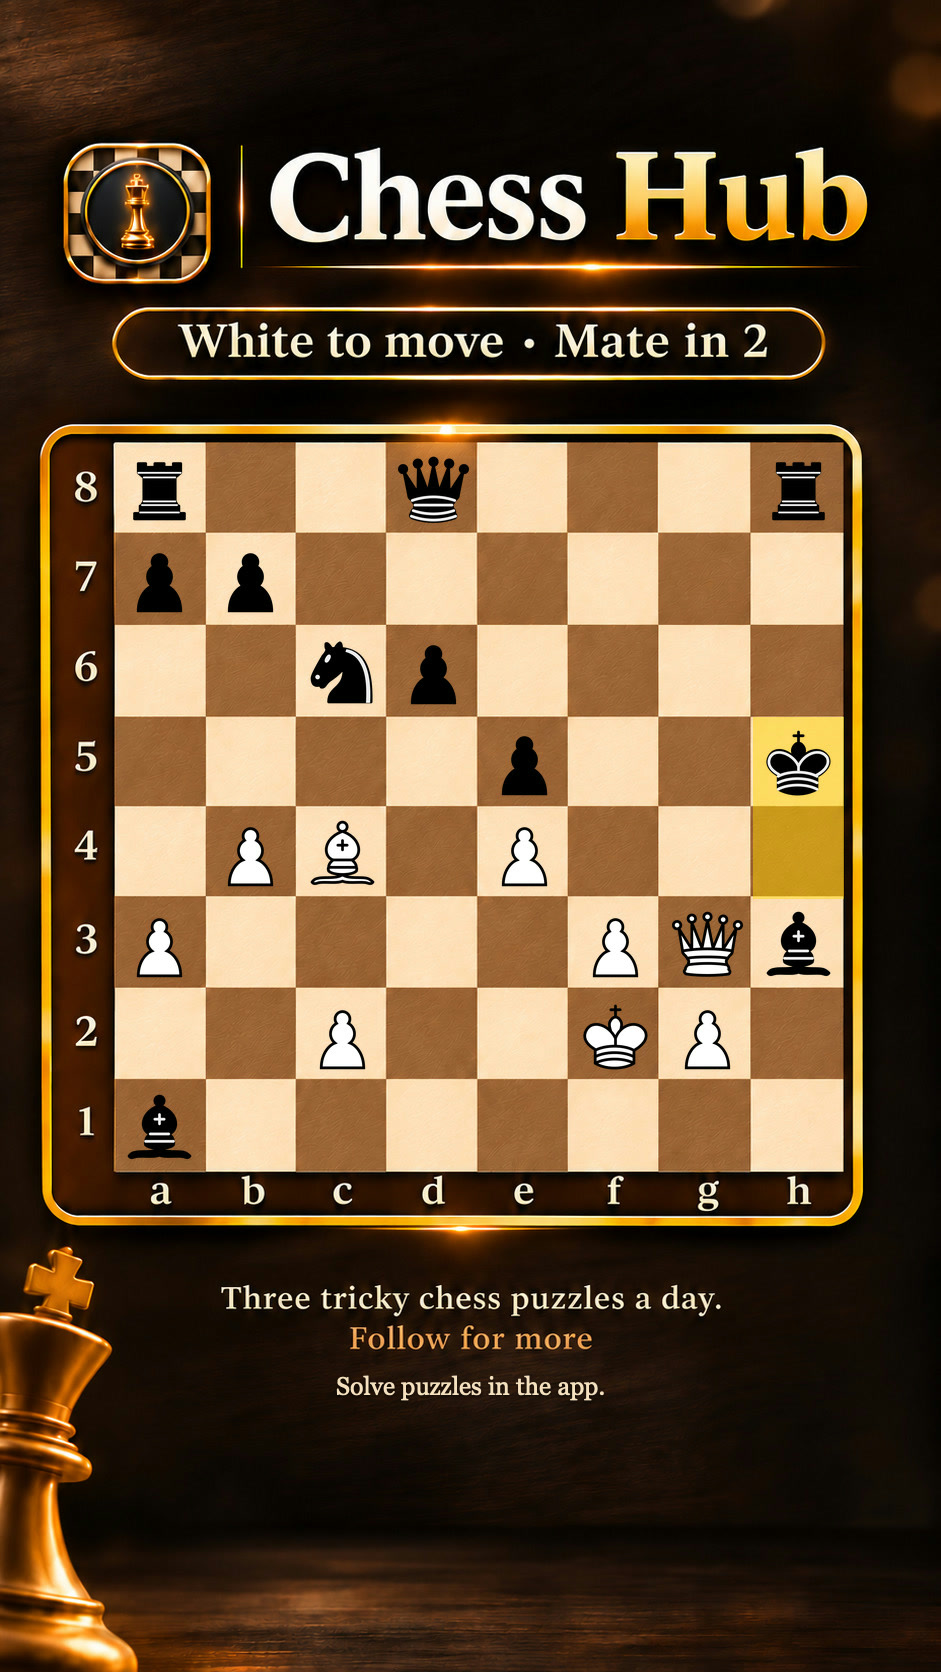 Chess Hub
White to move · Mate in 2
8
7
6
5
4
3
2
1
a b c d e f g h
Three tricky chess puzzles a day.
Follow for more
Solve puzzles in the app.